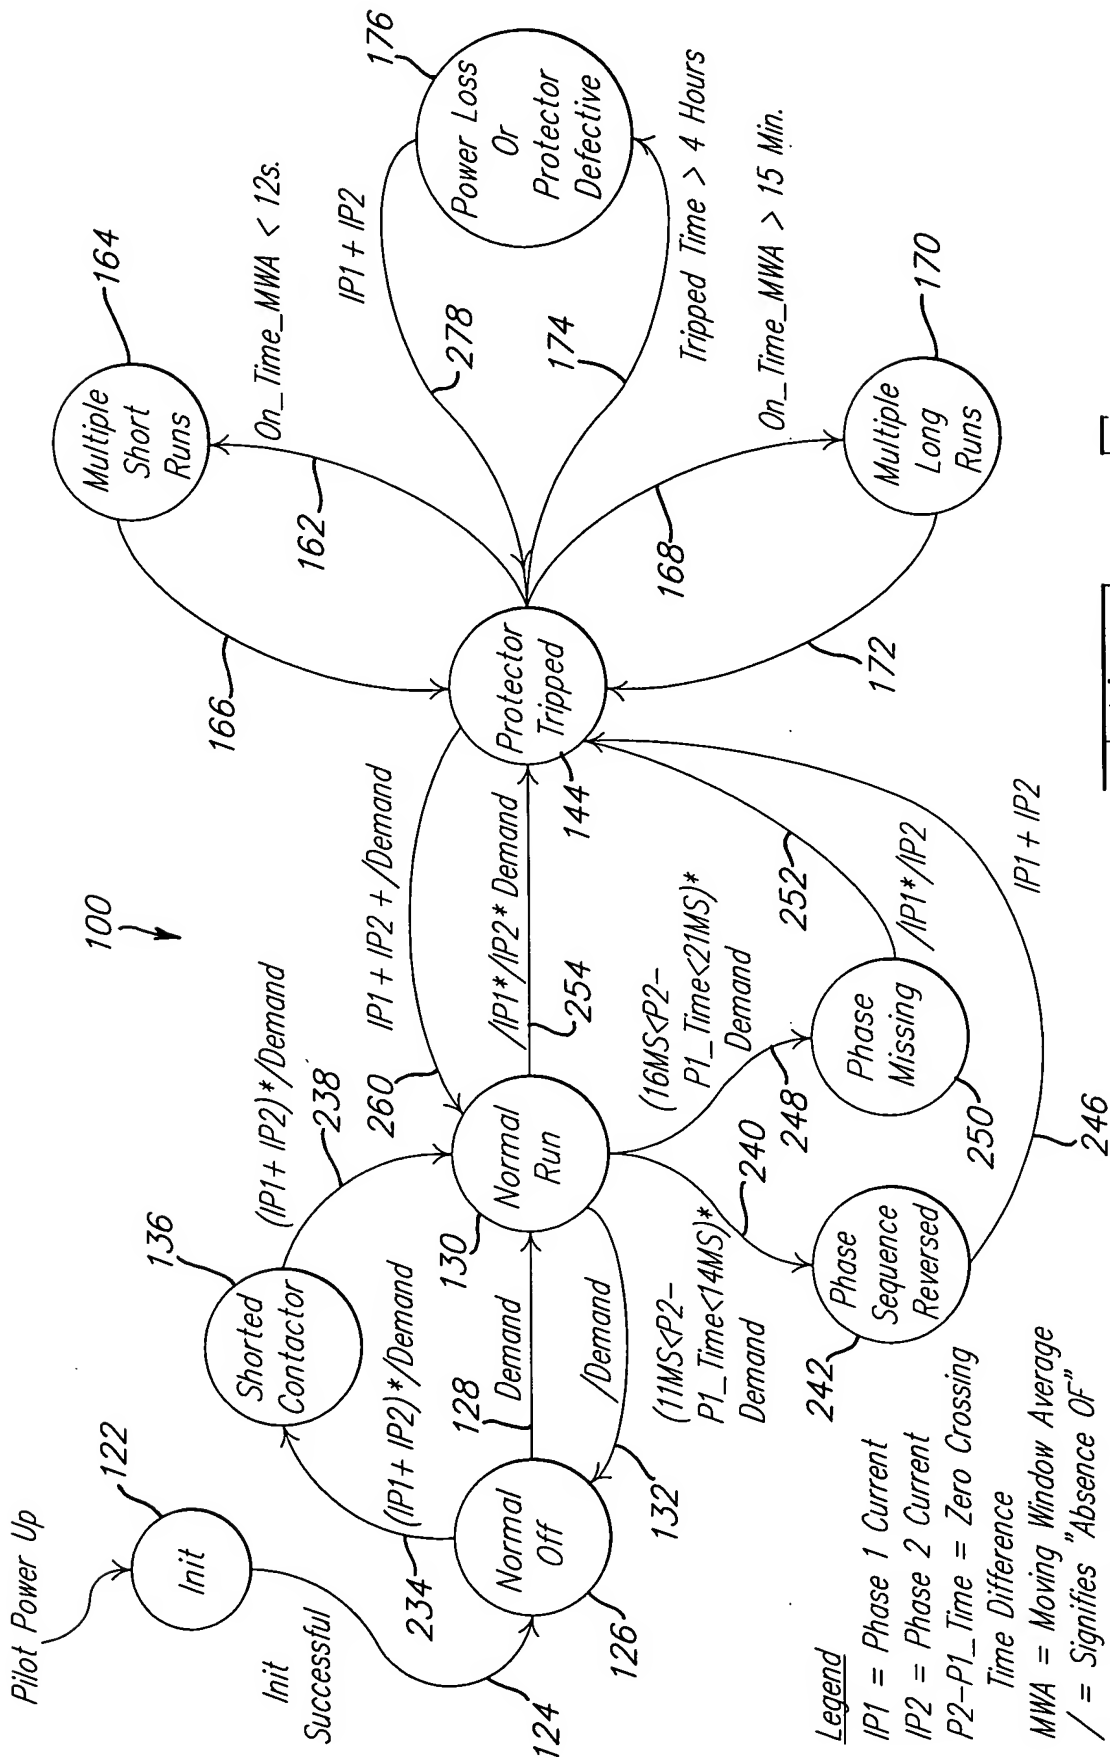 Pilot Power Up
122
Init
Init
Successful
124
126
Normal
Off
234
(IP1+ IP2)*/Demand
136
Shorted
Contactor
(IP1+ IP2)*/Demand
238
128
Demand
/Demand
132
130
Normal
Run
100
260
IP1 + IP2 + /Demand
/IP1*/IP2* Demand
254
(11MS<P2-
P1_Time<14MS)*
Demand
240
242
Phase
Sequence
Reversed
246
IP1 + IP2
(16MS<P2-
P1_Time<21MS)*
Demand
248
250
Phase
Missing
/IP1*/IP2
252
144
Protector
Tripped
166
162
On_Time_MWA < 12s.
Multiple
Short
Runs
164
IP1 + IP2
278
176
Power Loss
Or
Protector
Defective
174
Tripped Time > 4 Hours
168
On_Time_MWA > 15 Min.
Multiple
Long
Runs
170
172
Legend
IP1 = Phase 1 Current
IP2 = Phase 2 Current
P2-P1_Time = Zero Crossing
Time Difference
MWA = Moving Window Average
/ = Signifies "Absence OF"